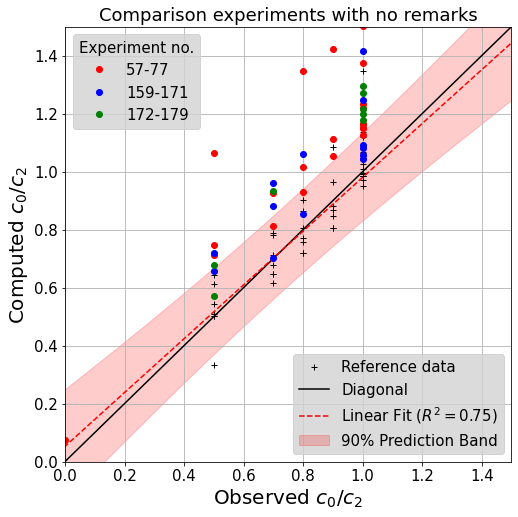 Comparison experiments with no remarks
Experiment no.
57-77
159-171
172-179
Computed c₀/c₂
1.4
1.2
1.0
0.8
0.6
0.4
0.2
0.0
Reference data
Diagonal
Linear Fit (R² = 0.75)
90% Prediction Band
0.0 0.2 0.4 0.6 0.8 1.0 1.2 1.4
Observed c₀/c₂